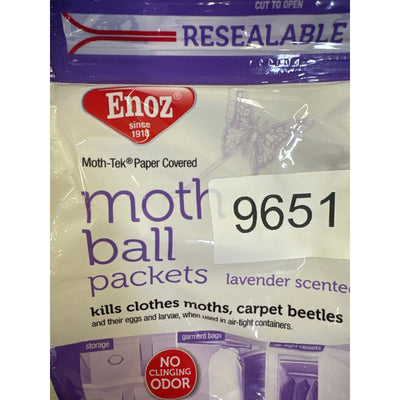 CUT TO OPEN
RESEALABLE
Enoz
since
1918
Moth-Tek® Paper Covered
moth
9651
ball
packets lavender scented
kills clothes moths, carpet beetles
and their eggs and larvae, when used in air-tight containers.
storage garment bags air-tight closets
NO
CLINGING
ODOR